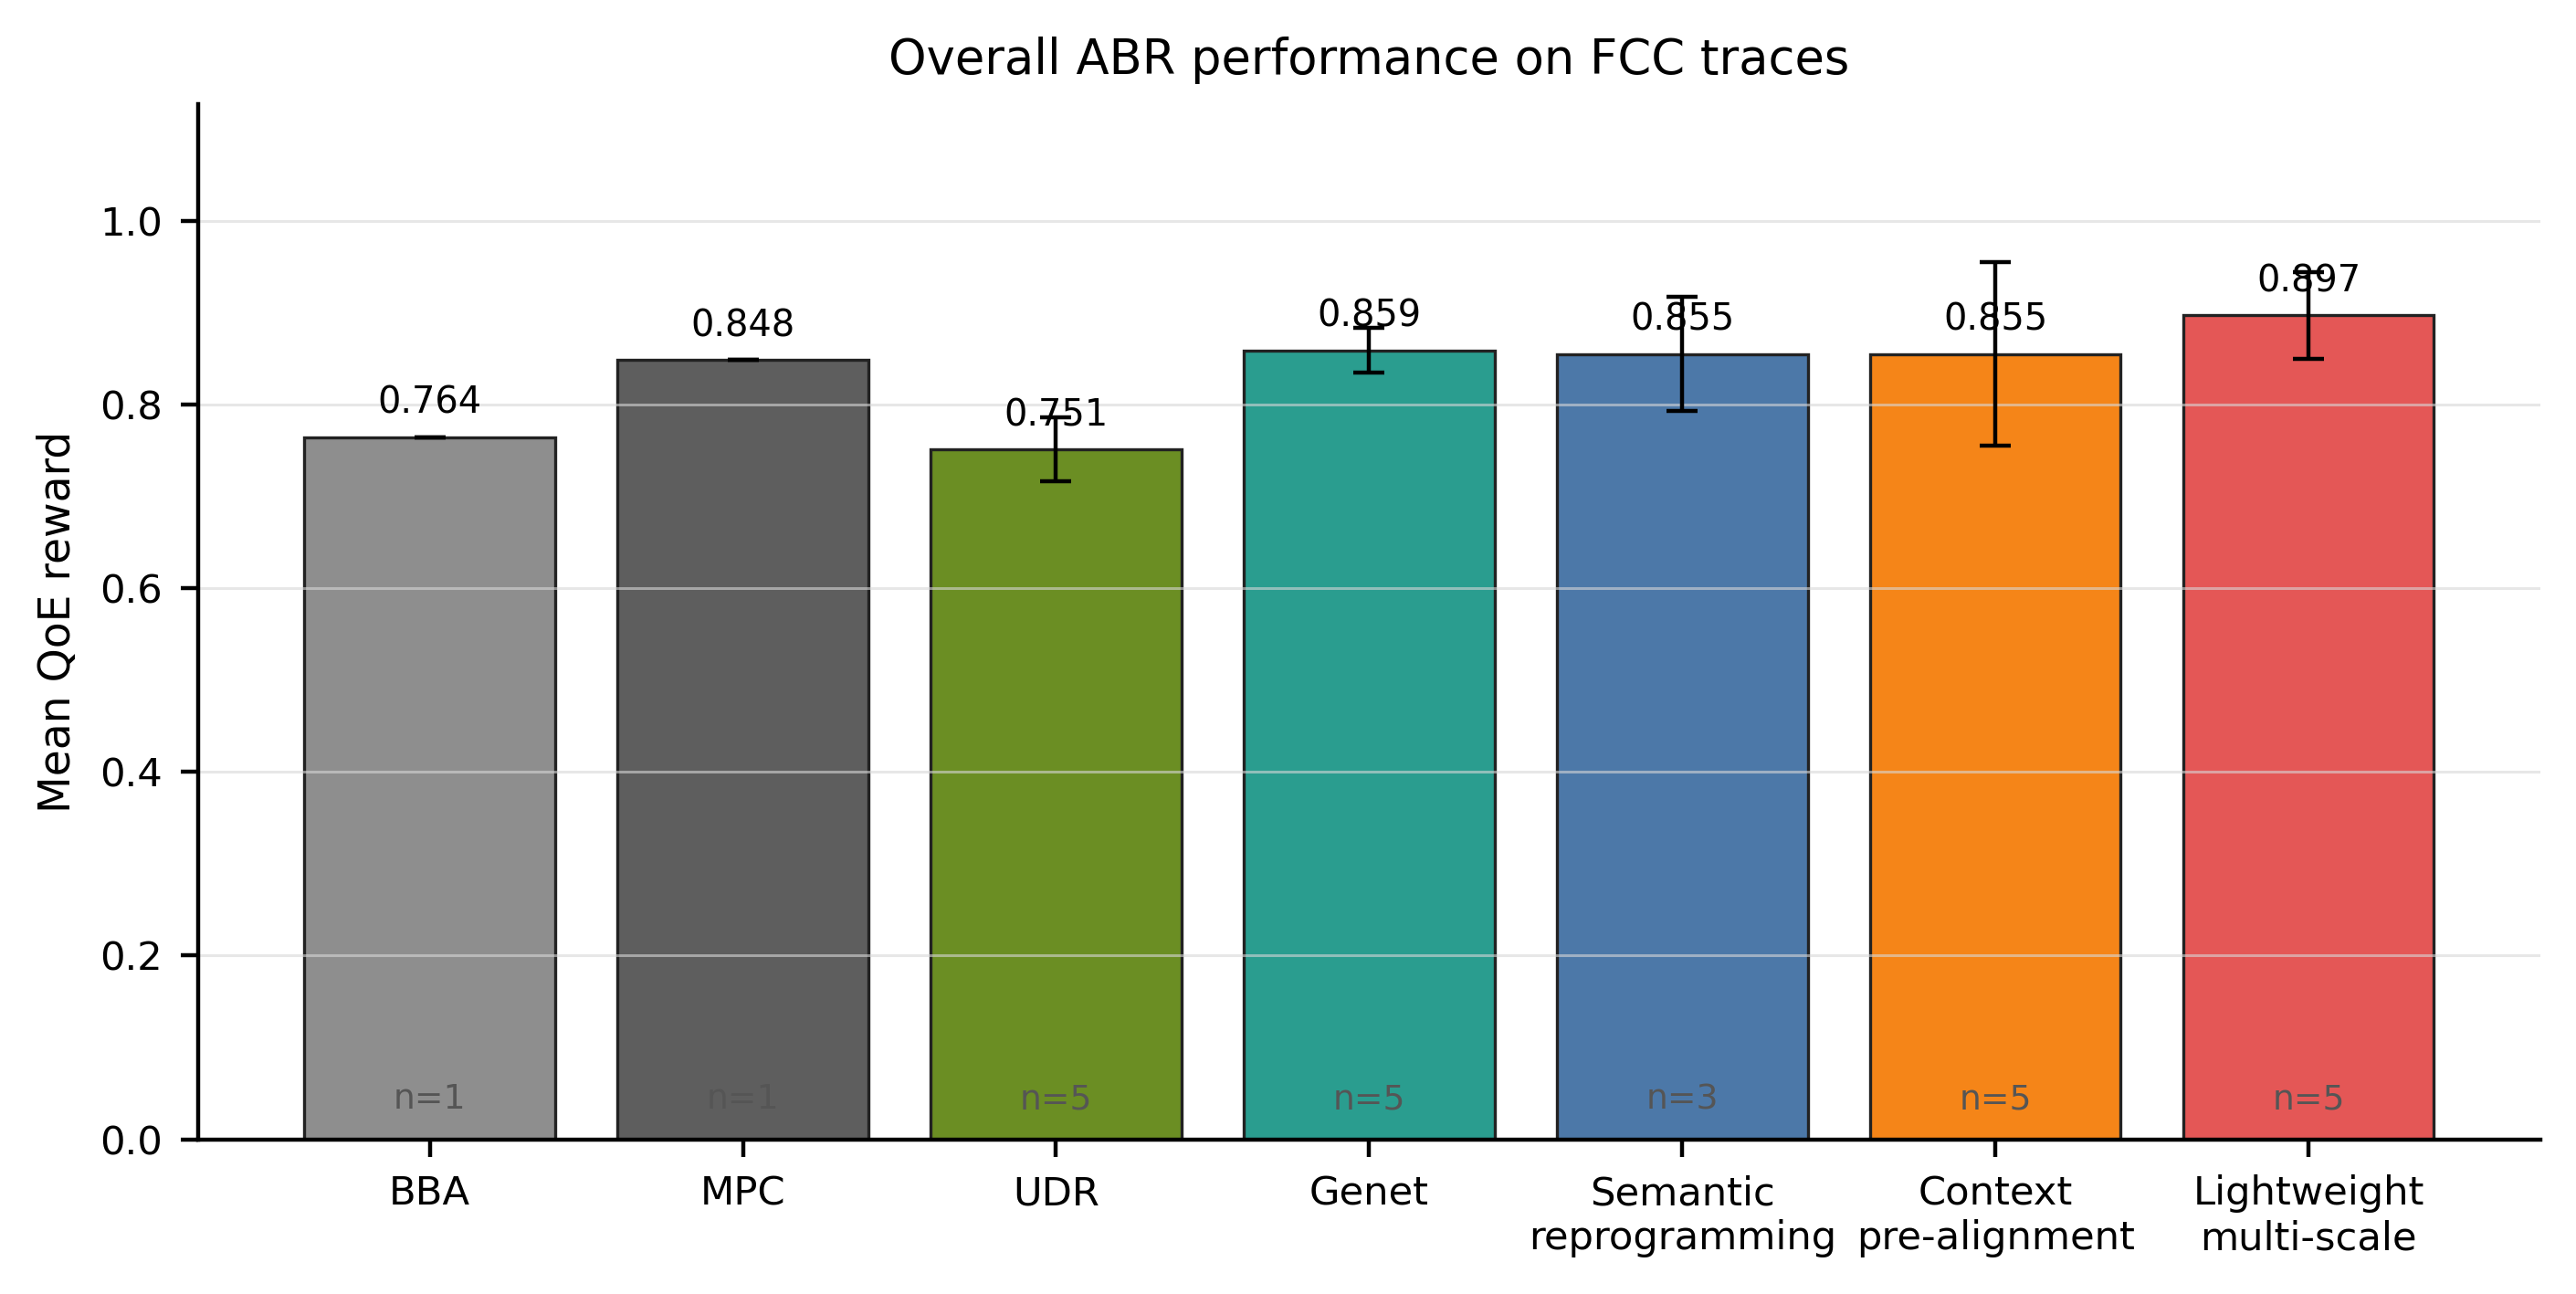 Overall ABR performance on FCC traces
Mean QoE reward
1.0
0.8
0.6
0.4
0.2
0.0
0.764
0.848
0.751
0.859
0.855
0.855
0.897
n=1
n=1
n=5
n=5
n=3
n=5
n=5
BBA
MPC
UDR
Genet
Semantic
reprogramming
Context
pre-alignment
Lightweight
multi-scale